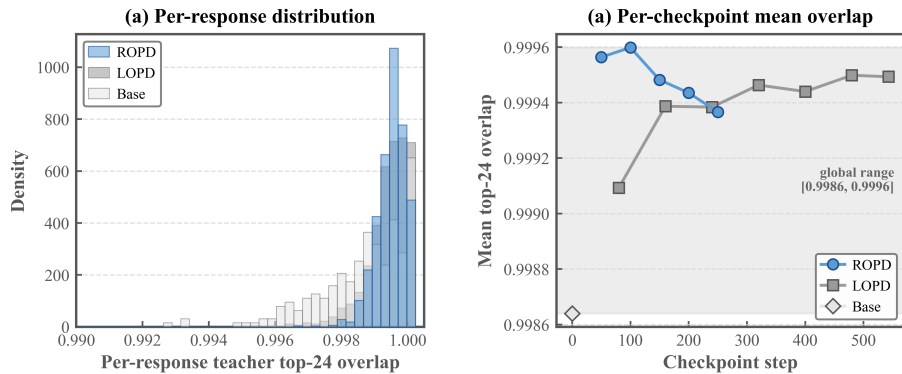 (a) Per-response distribution
ROPD
LOPD
Base
Density
1000
800
600
400
200
0
0.990
0.992
0.994
0.996
0.998
1.000
Per-response teacher top-24 overlap
(a) Per-checkpoint mean overlap
Mean top-24 overlap
0.9996
0.9994
0.9992
0.9990
0.9988
0.9986
global range
[0.9986, 0.9996]
ROPD
LOPD
Base
0
100
200
300
400
500
Checkpoint step